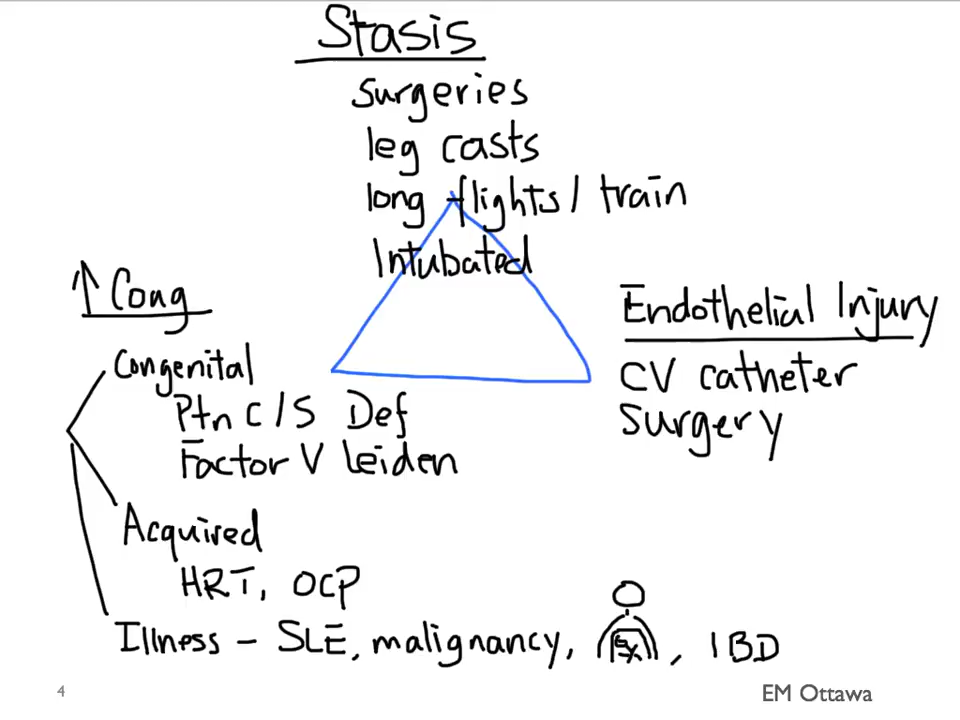 Stasis
surgeries
leg casts
long flights / train
Intubated
↑ Coag
Congenital
Ptn C / S Def
Factor V Leiden
Acquired
HRT, OCP
Illness - SLE, malignancy, , IBD
Endothelial Injury
CV catheter
Surgery
4
EM Ottawa